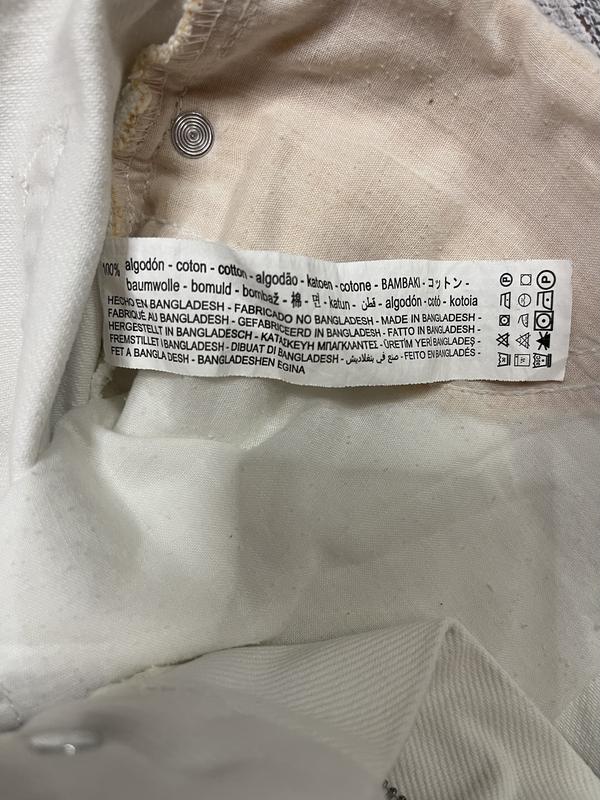 100% algodón - coton - cotton - algodão - katoen - cotone - ΒΑΜΒΑΚΙ - コットン -
baumwolle - bomuld - bombaž - 棉 - 면 - katun - قطن - algodón - cotó - kotoia
HECHO EN BANGLADESH - FABRICADO NO BANGLADESH - MADE IN BANGLADESH -
FABRIQUÉ AU BANGLADESH - GEFABRICEERD IN BANGLADESH - FATTO IN BANGLADESH -
HERGESTELLT IN BANGLADESCH - ΚΑΤΑΣΚΕΥΗ ΜΠΑΓΚΛΑΝΤΕΣ - ÜRETİM YERİ BANGLADEŞ -
FREMSTILLET I BANGLADESH - DIBUAT DI BANGLADESH - صنع في بنغلاديش - FEITO EN BANGLADÉS -
FET A BANGLA DESH - BANGLADESHEN EGINA